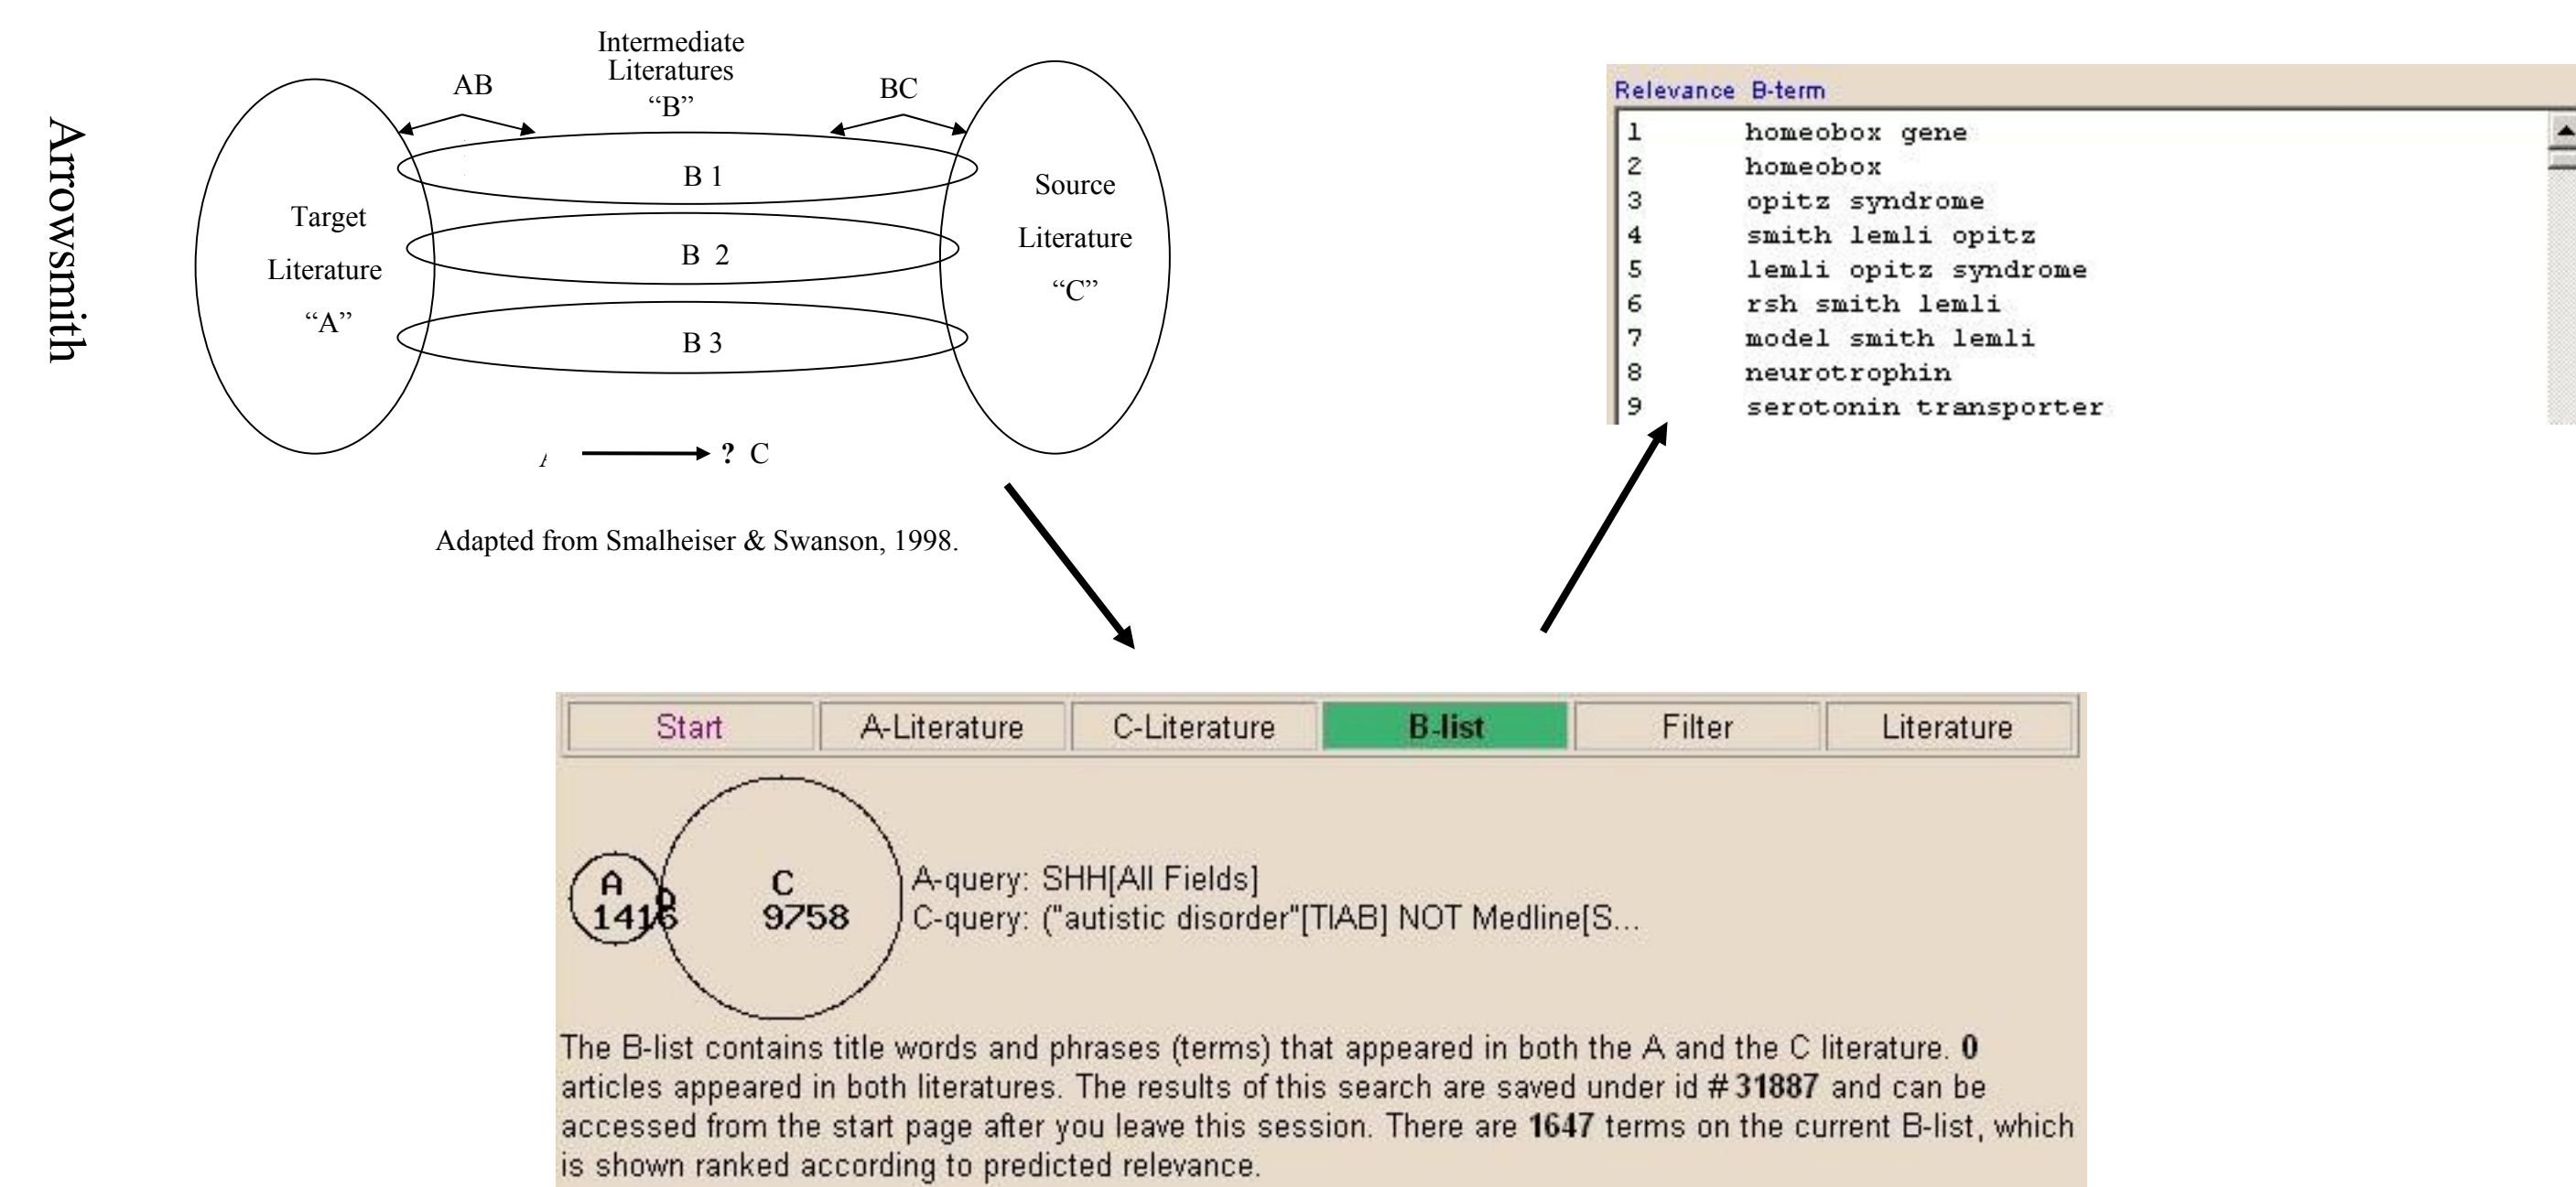 Arrowsmith
Intermediate
Literatures
“B”
AB
BC
Target
Literature
“A”
B 1
B 2
B 3
Source
Literature
“C”
? C
Adapted from Smalheiser & Swanson, 1998.
Relevance B-term
1 homeobox gene
2 homeobox
3 opitz syndrome
4 smith lemli opitz
5 lemli opitz syndrome
6 rsh smith lemli
7 model smith lemli
8 neurotrophin
9 serotonin transporter
Start A-Literature C-Literature B-list Filter Literature
A
1416
C
9758
A-query: SHH[All Fields]
C-query: ("autistic disorder"[TIAB] NOT Medline[S...
The B-list contains title words and phrases (terms) that appeared in both the A and the C literature. 0
articles appeared in both literatures. The results of this search are saved under id # 31887 and can be
accessed from the start page after you leave this session. There are 1647 terms on the current B-list, which
is shown ranked according to predicted relevance.